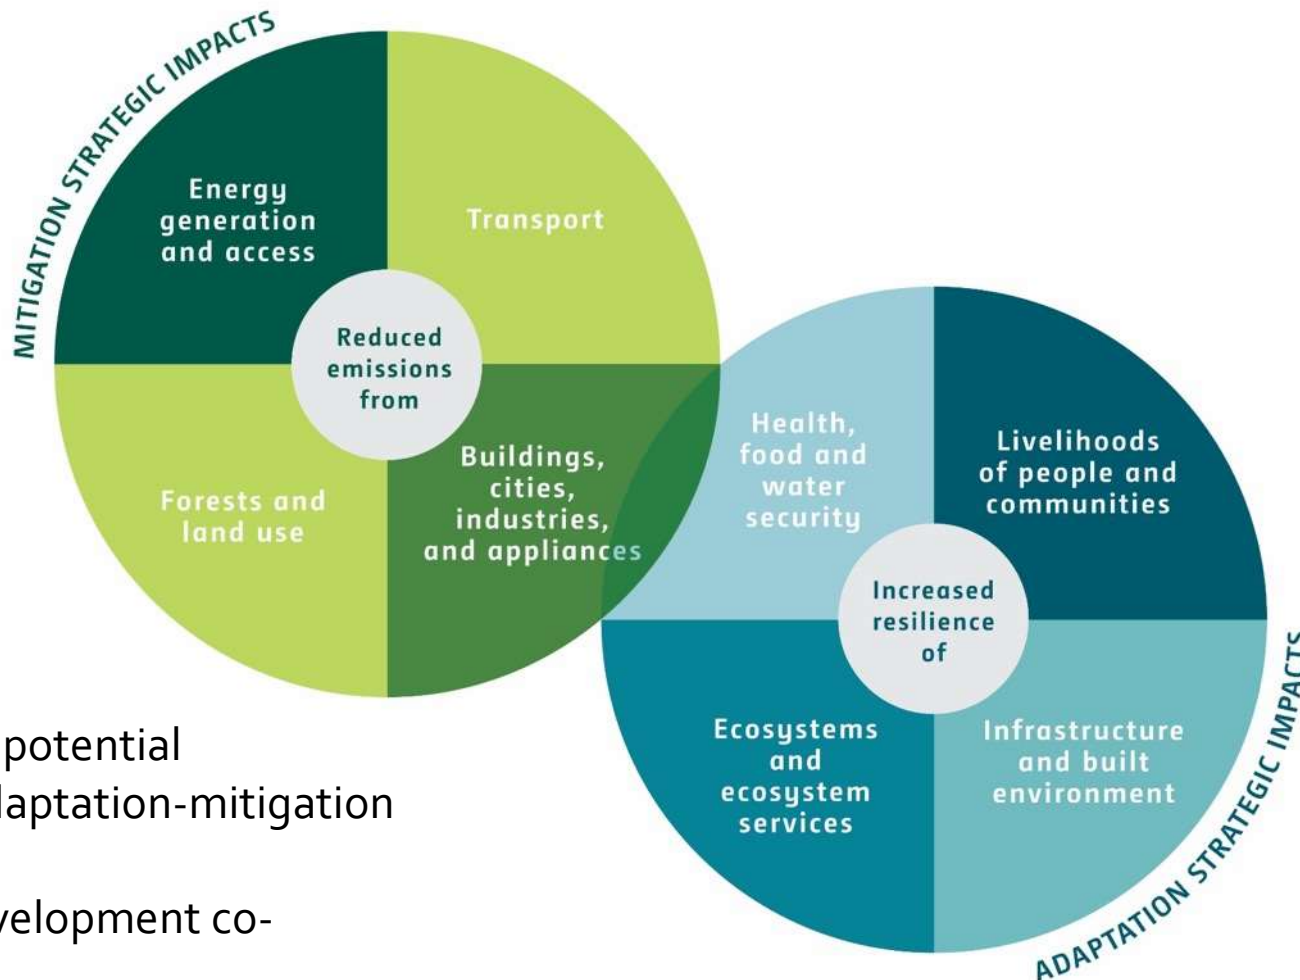 MITIGATION STRATEGIC IMPACTS
Energy
generation
and access
Transport
Reduced
emissions
from
Forests and
land use
Buildings,
cities,
industries,
and appliances
Health,
food and
water
security
Livelihoods
of people and
communities
Increased
resilience
of
Ecosystems
and
ecosystem
services
Infrastructure
and built
environment
ADAPTATION STRATEGIC IMPACTS
potential
laptation-mitigation
velopment co-